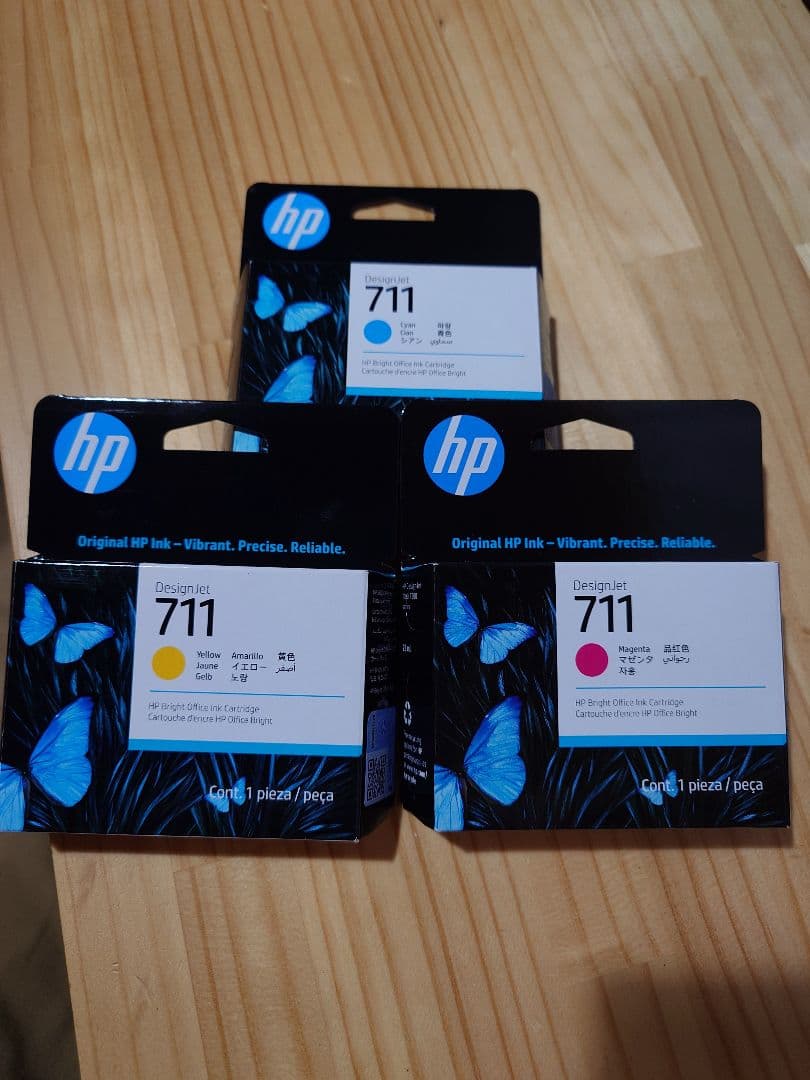 hp
DesignJet
711
Cyan 파랑
Cian 青色
シアン سماوي
HP Bright Office Ink Cartridge
Cartouche d'encre HP Office Bright
hp
Original HP Ink – Vibrant. Precise. Reliable.
DesignJet
711
Yellow Amarillo 黄色
Jaune イエロー أصفر
Gelb 노랑
HP Bright Office Ink Cartridge
Cartouche d'encre HP Office Bright
Cont. 1 pieza / peça
hp
Original HP Ink – Vibrant. Precise. Reliable.
DesignJet
711
Magenta 品红色
マゼンタ أرجواني
자홍
HP Bright Office Ink Cartridge
Cartouche d'encre HP Office Bright
Cont. 1 pieza / peça